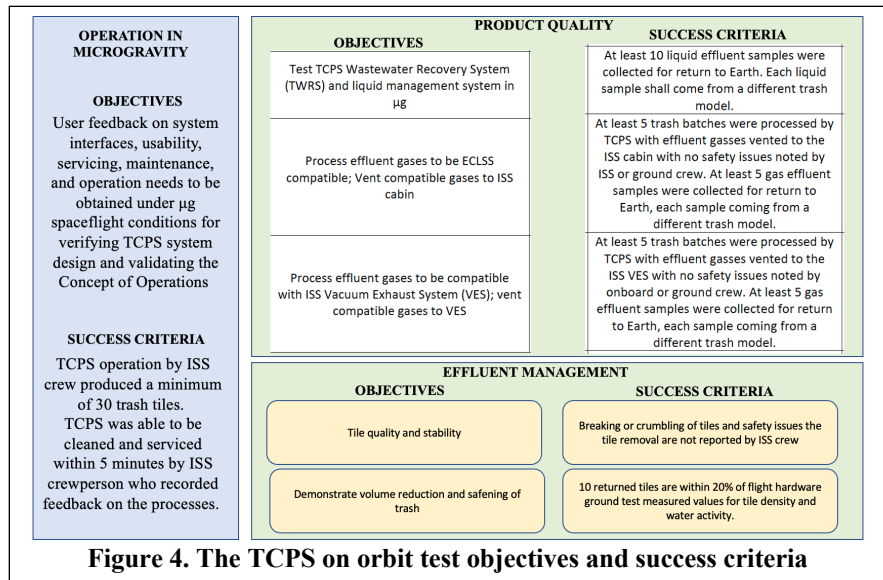 OPERATION IN
MICROGRAVITY
OBJECTIVES
User feedback on system
interfaces, usability,
servicing, maintenance,
and operation needs to be
obtained under μg
spaceflight conditions for
verifying TCPS system
design and validating the
Concept of Operations
SUCCESS CRITERIA
TCPS operation by ISS
crew produced a minimum
of 30 trash tiles.
TCPS was able to be
cleaned and serviced
within 5 minutes by ISS
crewperson who recorded
feedback on the processes.
PRODUCT QUALITY
OBJECTIVES
SUCCESS CRITERIA
Test TCPS Wastewater Recovery System
(TWRS) and liquid management system in
μg
At least 10 liquid effluent samples were
collected for return to Earth. Each liquid
sample shall come from a different trash
model.
Process effluent gases to be ECLSS
compatible; Vent compatible gases to ISS
cabin
At least 5 trash batches were processed by
TCPS with effluent gasses vented to the
ISS cabin with no safety issues noted by
ISS or ground crew. At least 5 gas effluent
samples were collected for return to
Earth, each sample coming from a
different trash model.
Process effluent gases to be compatible
with ISS Vacuum Exhaust System (VES); vent
compatible gases to VES
At least 5 trash batches were processed by
TCPS with effluent gasses vented to the
ISS VES with no safety issues noted by
onboard or ground crew. At least 5 gas
effluent samples were collected for return
to Earth, each sample coming from a
different trash model.
EFFLUENT MANAGEMENT
OBJECTIVES
SUCCESS CRITERIA
Tile quality and stability
Breaking or crumbling of tiles and safety issues the
tile removal are not reported by ISS crew
Demonstrate volume reduction and safening of
trash
10 returned tiles are within 20% of flight hardware
ground test measured values for tile density and
water activity.
Figure 4. The TCPS on orbit test objectives and success criteria